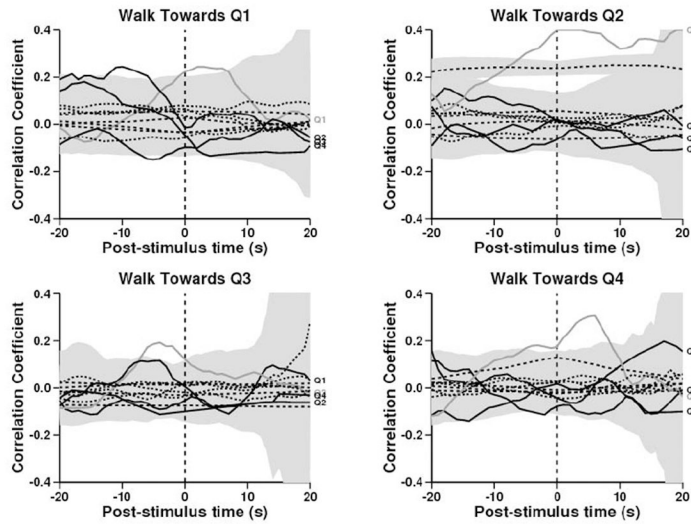 Walk Towards Q1
Correlation Coefficient
0.4
0.2
0.0
-0.2
-0.4
Q1
-20 -10 0 10 20
Post-stimulus time (s)
Walk Towards Q2
Correlation Coefficient
0.4
0.2
0.0
-0.2
-0.4
Q
Q
Q
Q
-20 -10 0 10 20
Post-stimulus time (s)
Walk Towards Q3
Correlation Coefficient
0.4
0.2
0.0
-0.2
-0.4
Q4
Q2
-20 -10 0 10 20
Post-stimulus time (s)
Walk Towards Q4
Correlation Coefficient
0.4
0.2
0.0
-0.2
-0.4
Q
Q
Q
Q
-20 -10 0 10 20
Post-stimulus time (s)